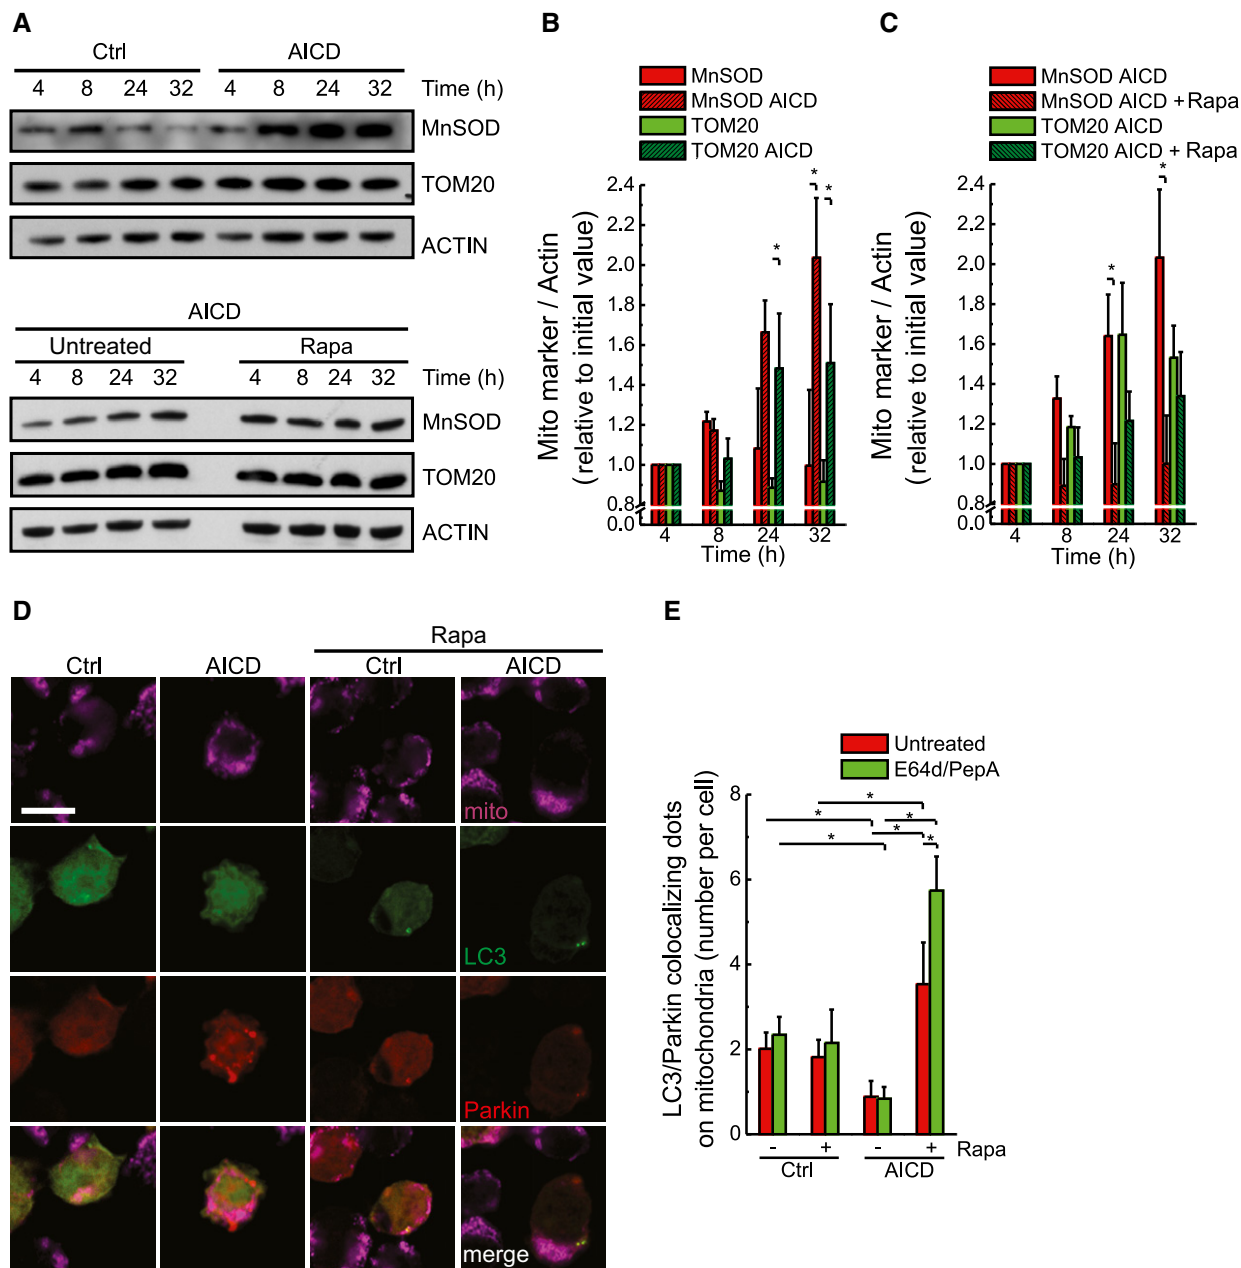 A
Ctrl AICD
4 8 24 32 4 8 24 32 Time (h)
MnSOD
TOM20
ACTIN
AICD
Untreated Rapa
4 8 24 32 4 8 24 32 Time (h)
MnSOD
TOM20
ACTIN
B
MnSOD
MnSOD AICD
TOM20
TOM20 AICD
Mito marker / Actin
(relative to initial value)
2.4
2.2
2.0
1.8
1.6
1.4
1.2
1.0
0.8
0.0
* * *
4 8 24 32
Time (h)
C
MnSOD AICD
MnSOD AICD + Rapa
TOM20 AICD
TOM20 AICD + Rapa
Mito marker / Actin
(relative to initial value)
2.4
2.2
2.0
1.8
1.6
1.4
1.2
1.0
0.8
0.0
* *
4 8 24 32
Time (h)
D
Rapa
Ctrl AICD Ctrl AICD
mito
LC3
Parkin
merge
E
Untreated
E64d/PepA
LC3/Parkin colocalizing dots
on mitochondria (number per cell)
8
6
4
2
0
* * * * * *
- + - + Rapa
Ctrl AICD